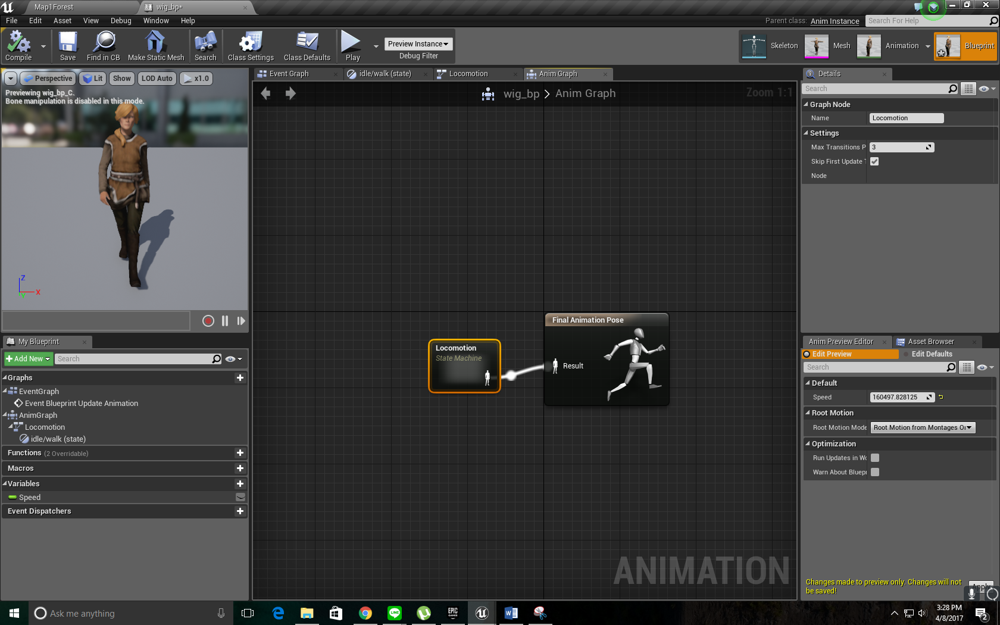 Map1Forest
wig_bp*
File Edit Asset View Debug Window Help
Parent class: Anim Instance
Search For Help
Compile
Save
Find in CB
Make Static Mesh
Search
Class Settings
Class Defaults
Play
Preview Instance
Debug Filter
Skeleton
Mesh
Animation
Blueprint
Perspective
Lit
Show
LOD Auto
x1.0
Previewing wig_bp_C.
Bone manipulation is disabled in this mode.
Z
X
Event Graph
idle/walk (state)
Locomotion
Anim Graph
wig_bp > Anim Graph
Zoom 1:1
Locomotion
State Machine
Final Animation Pose
Result
ANIMATION
My Blueprint
Add New
Search
Graphs
EventGraph
Event Blueprint Update Animation
AnimGraph
Locomotion
idle/walk (state)
Functions (2 Overridable)
Macros
Variables
Speed
Event Dispatchers
Details
Search
Graph Node
Name Locomotion
Settings
Max Transitions P 3
Skip First Update T
Node
Anim Preview Editor
Asset Browser
Edit Preview
Edit Defaults
Search
Default
Speed 160497.828125
Root Motion
Root Motion Mode Root Motion from Montages O
Optimization
Run Updates in Wo
Warn About Bluepr
Changes made to preview only. Changes will not
be saved!
Apply
Ask me anything
LINE
EPIC
GAMES
3:28 PM
4/8/2017
2